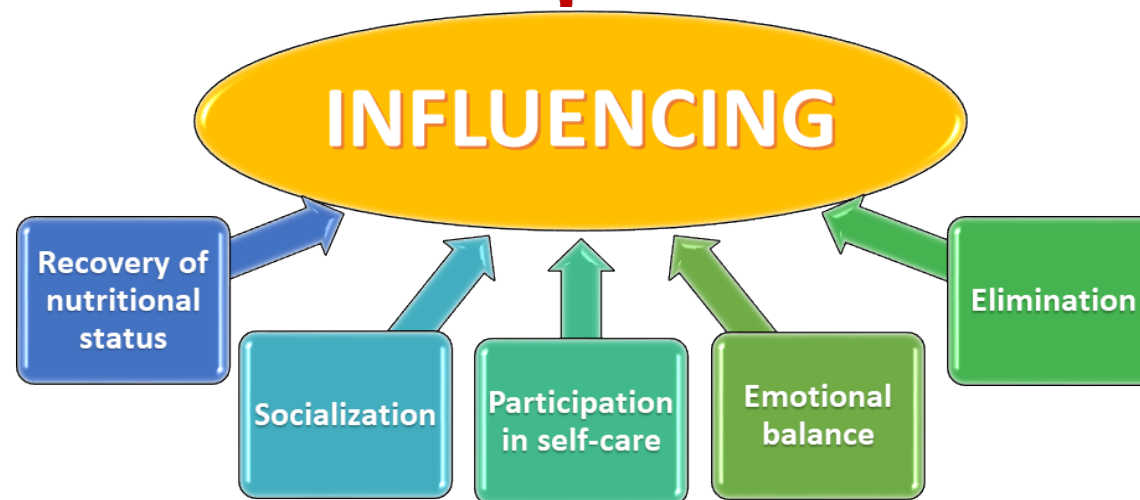 INFLUENCING
Recovery of
nutritional
status
Socialization
Participation
in self-care
Emotional
balance
Elimination